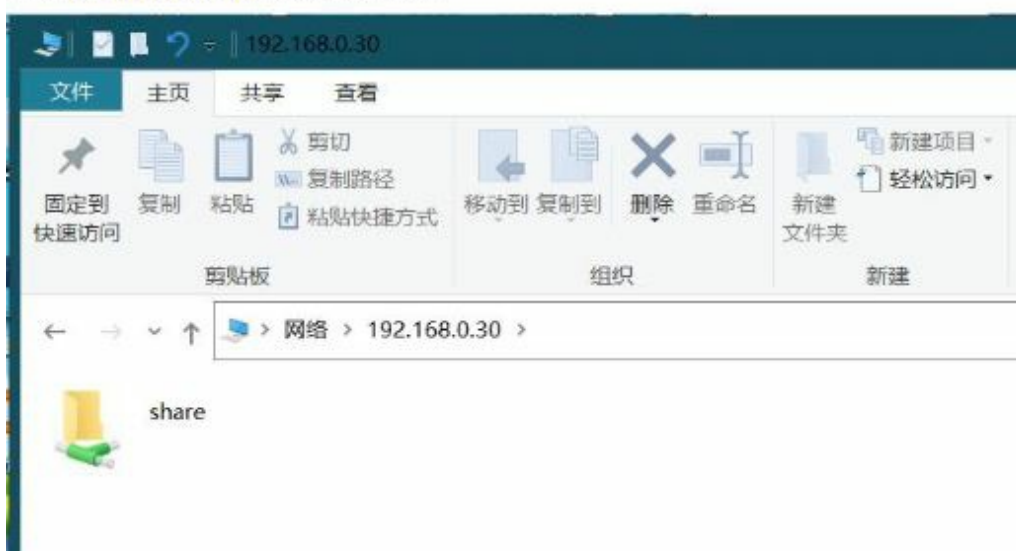 192.168.0.30
文件 主页 共享 查看
固定到
快速访问
复制
粘贴
剪切
复制路径
粘贴快捷方式
剪贴板
移动到 复制到 删除 重命名
组织
新建
文件夹
新建项目
轻松访问
新建
网络 > 192.168.0.30 >
share